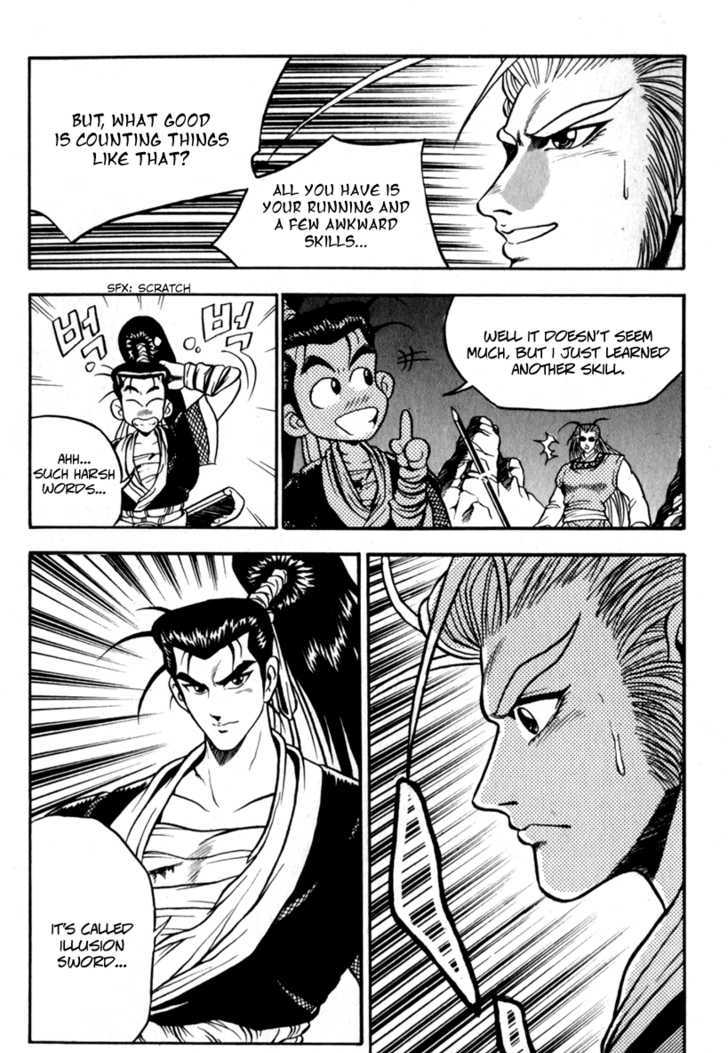 BUT, WHAT GOOD
IS COUNTING THINGS
LIKE THAT?
ALL YOU HAVE IS
YOUR RUNNING AND
A FEW AWKWARD
SKILLS...
SFX: SCRATCH
벅
벅
AHH...
SUCH HARSH
WORDS...
WELL IT DOESN'T SEEM
MUCH, BUT I JUST LEARNED
ANOTHER SKILL.
IT'S CALLED
ILLUSION
SWORD...